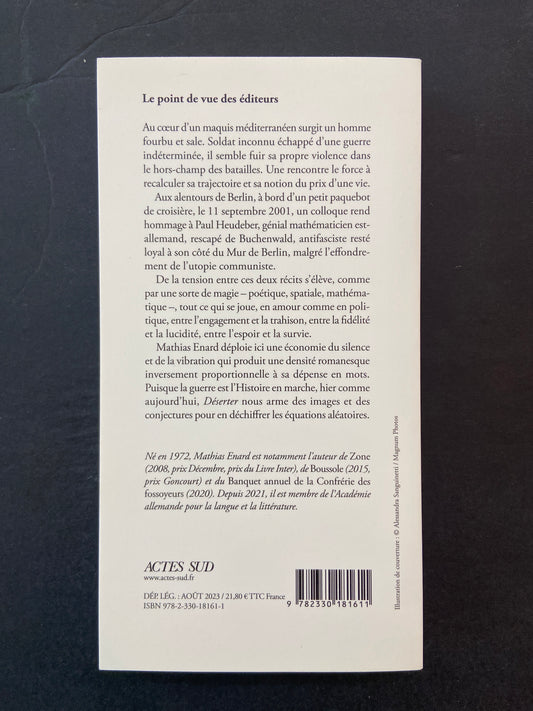 Le point de vue des éditeurs
Au cœur d'un maquis méditerranéen surgit un homme
fourbu et sale. Soldat inconnu échappé d'une guerre
indéterminée, il semble fuir sa propre violence dans
le hors-champ des batailles. Une rencontre le force à
recalculer sa trajectoire et sa notion du prix d'une vie.
Aux alentours de Berlin, à bord d'un petit paquebot
de croisière, le 11 septembre 2001, un colloque rend
hommage à Paul Heudeber, génial mathématicien est-
allemand, rescapé de Buchenwald, antifasciste resté
loyal à son côté du Mur de Berlin, malgré l'effondre-
ment de l'utopie communiste.
De la tension entre ces deux récits s'élève, comme
par une sorte de magie – poétique, spatiale, mathéma-
tique –, tout ce qui se joue, en amour comme en poli-
tique, entre l'engagement et la trahison, entre la fidélité
et la lucidité, entre l'espoir et la survie.
Mathias Enard déploie ici une économie du silence
et de la vibration qui produit une densité romanesque
inversement proportionnelle à sa dépense en mots.
Puisque la guerre est l'Histoire en marche, hier comme
aujourd'hui, Déserter nous arme des images et des
conjectures pour en déchiffrer les équations aléatoires.
Né en 1972, Mathias Enard est notamment l'auteur de Zone
(2008, prix Décembre, prix du Livre Inter), de Boussole (2015,
prix Goncourt) et du Banquet annuel de la Confrérie des
fossoyeurs (2020). Depuis 2021, il est membre de l'Académie
allemande pour la langue et la littérature.
ACTES SUD
www.actes-sud.fr
DÉP. LÉG. : AOÛT 2023 / 21,80 € TTC France
ISBN 978-2-330-18161-1
9 782330 181611
Illustration de couverture : © Alessandra Sanguinetti / Magnum Photos